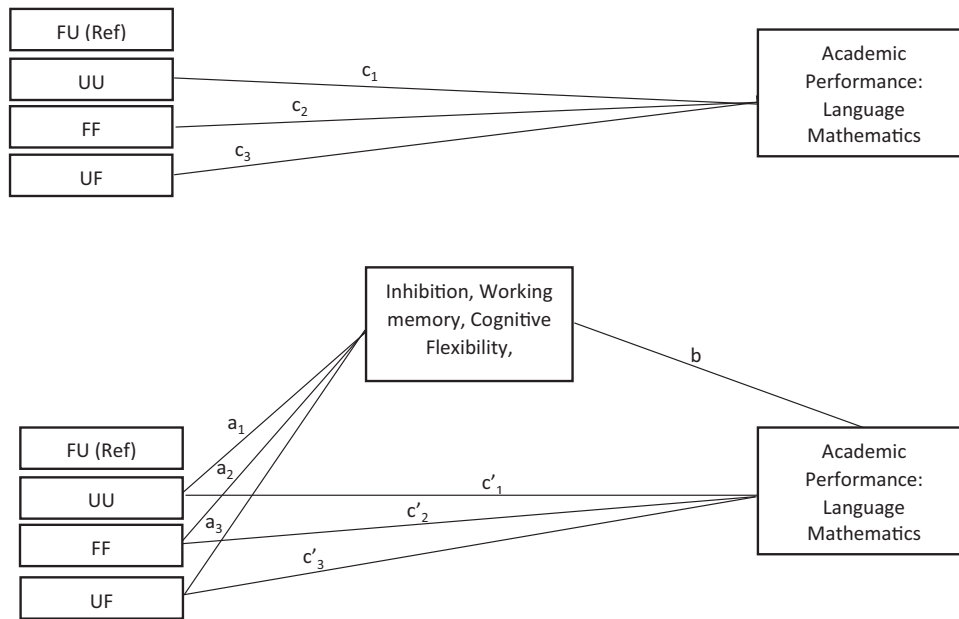 FU (Ref)
UU
FF
UF
c₁
c₂
c₃
Academic
Performance:
Language
Mathematics
Inhibition, Working
memory, Cognitive
Flexibility,
b
a₁
a₂
a₃
FU (Ref)
UU
FF
UF
c’₁
c’₂
c’₃
Academic
Performance:
Language
Mathematics